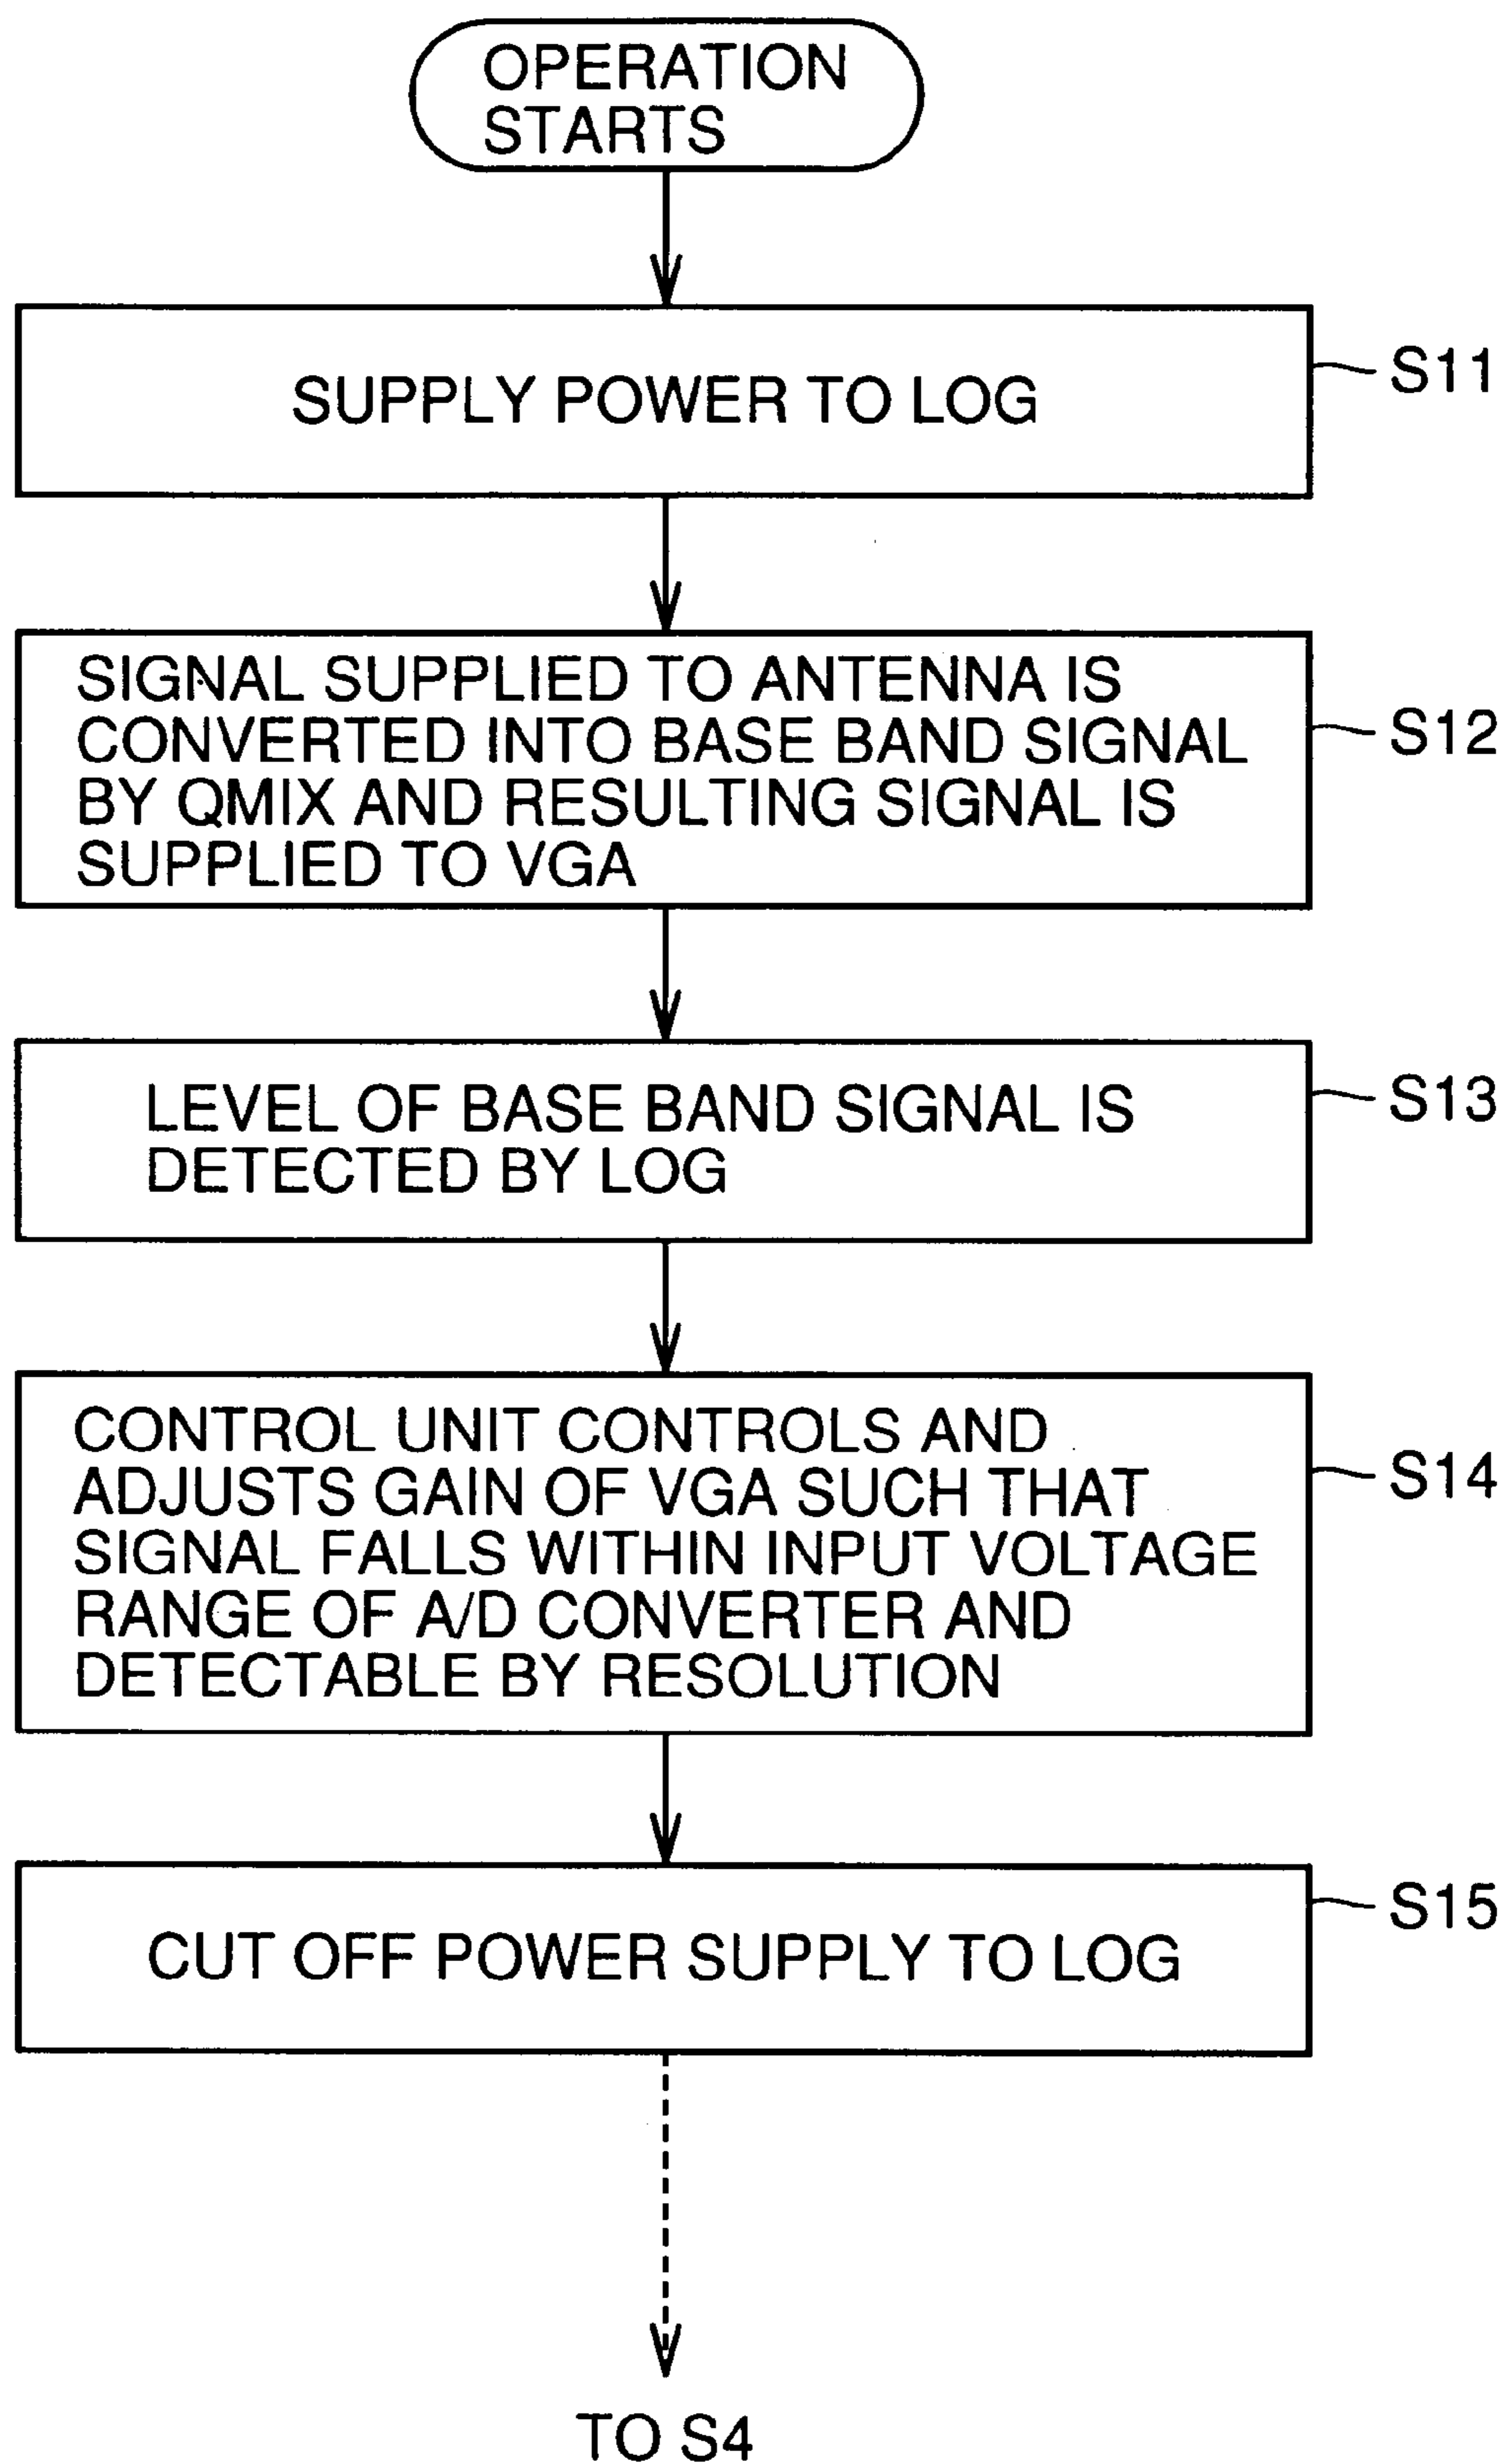 OPERATION
STARTS
SUPPLY POWER TO LOG
S11
SIGNAL SUPPLIED TO ANTENNA IS
CONVERTED INTO BASE BAND SIGNAL
BY QMIX AND RESULTING SIGNAL IS
SUPPLIED TO VGA
S12
LEVEL OF BASE BAND SIGNAL IS
DETECTED BY LOG
S13
CONTROL UNIT CONTROLS AND
ADJUSTS GAIN OF VGA SUCH THAT
SIGNAL FALLS WITHIN INPUT VOLTAGE
RANGE OF A/D CONVERTER AND
DETECTABLE BY RESOLUTION
S14
CUT OFF POWER SUPPLY TO LOG
S15
TO S4